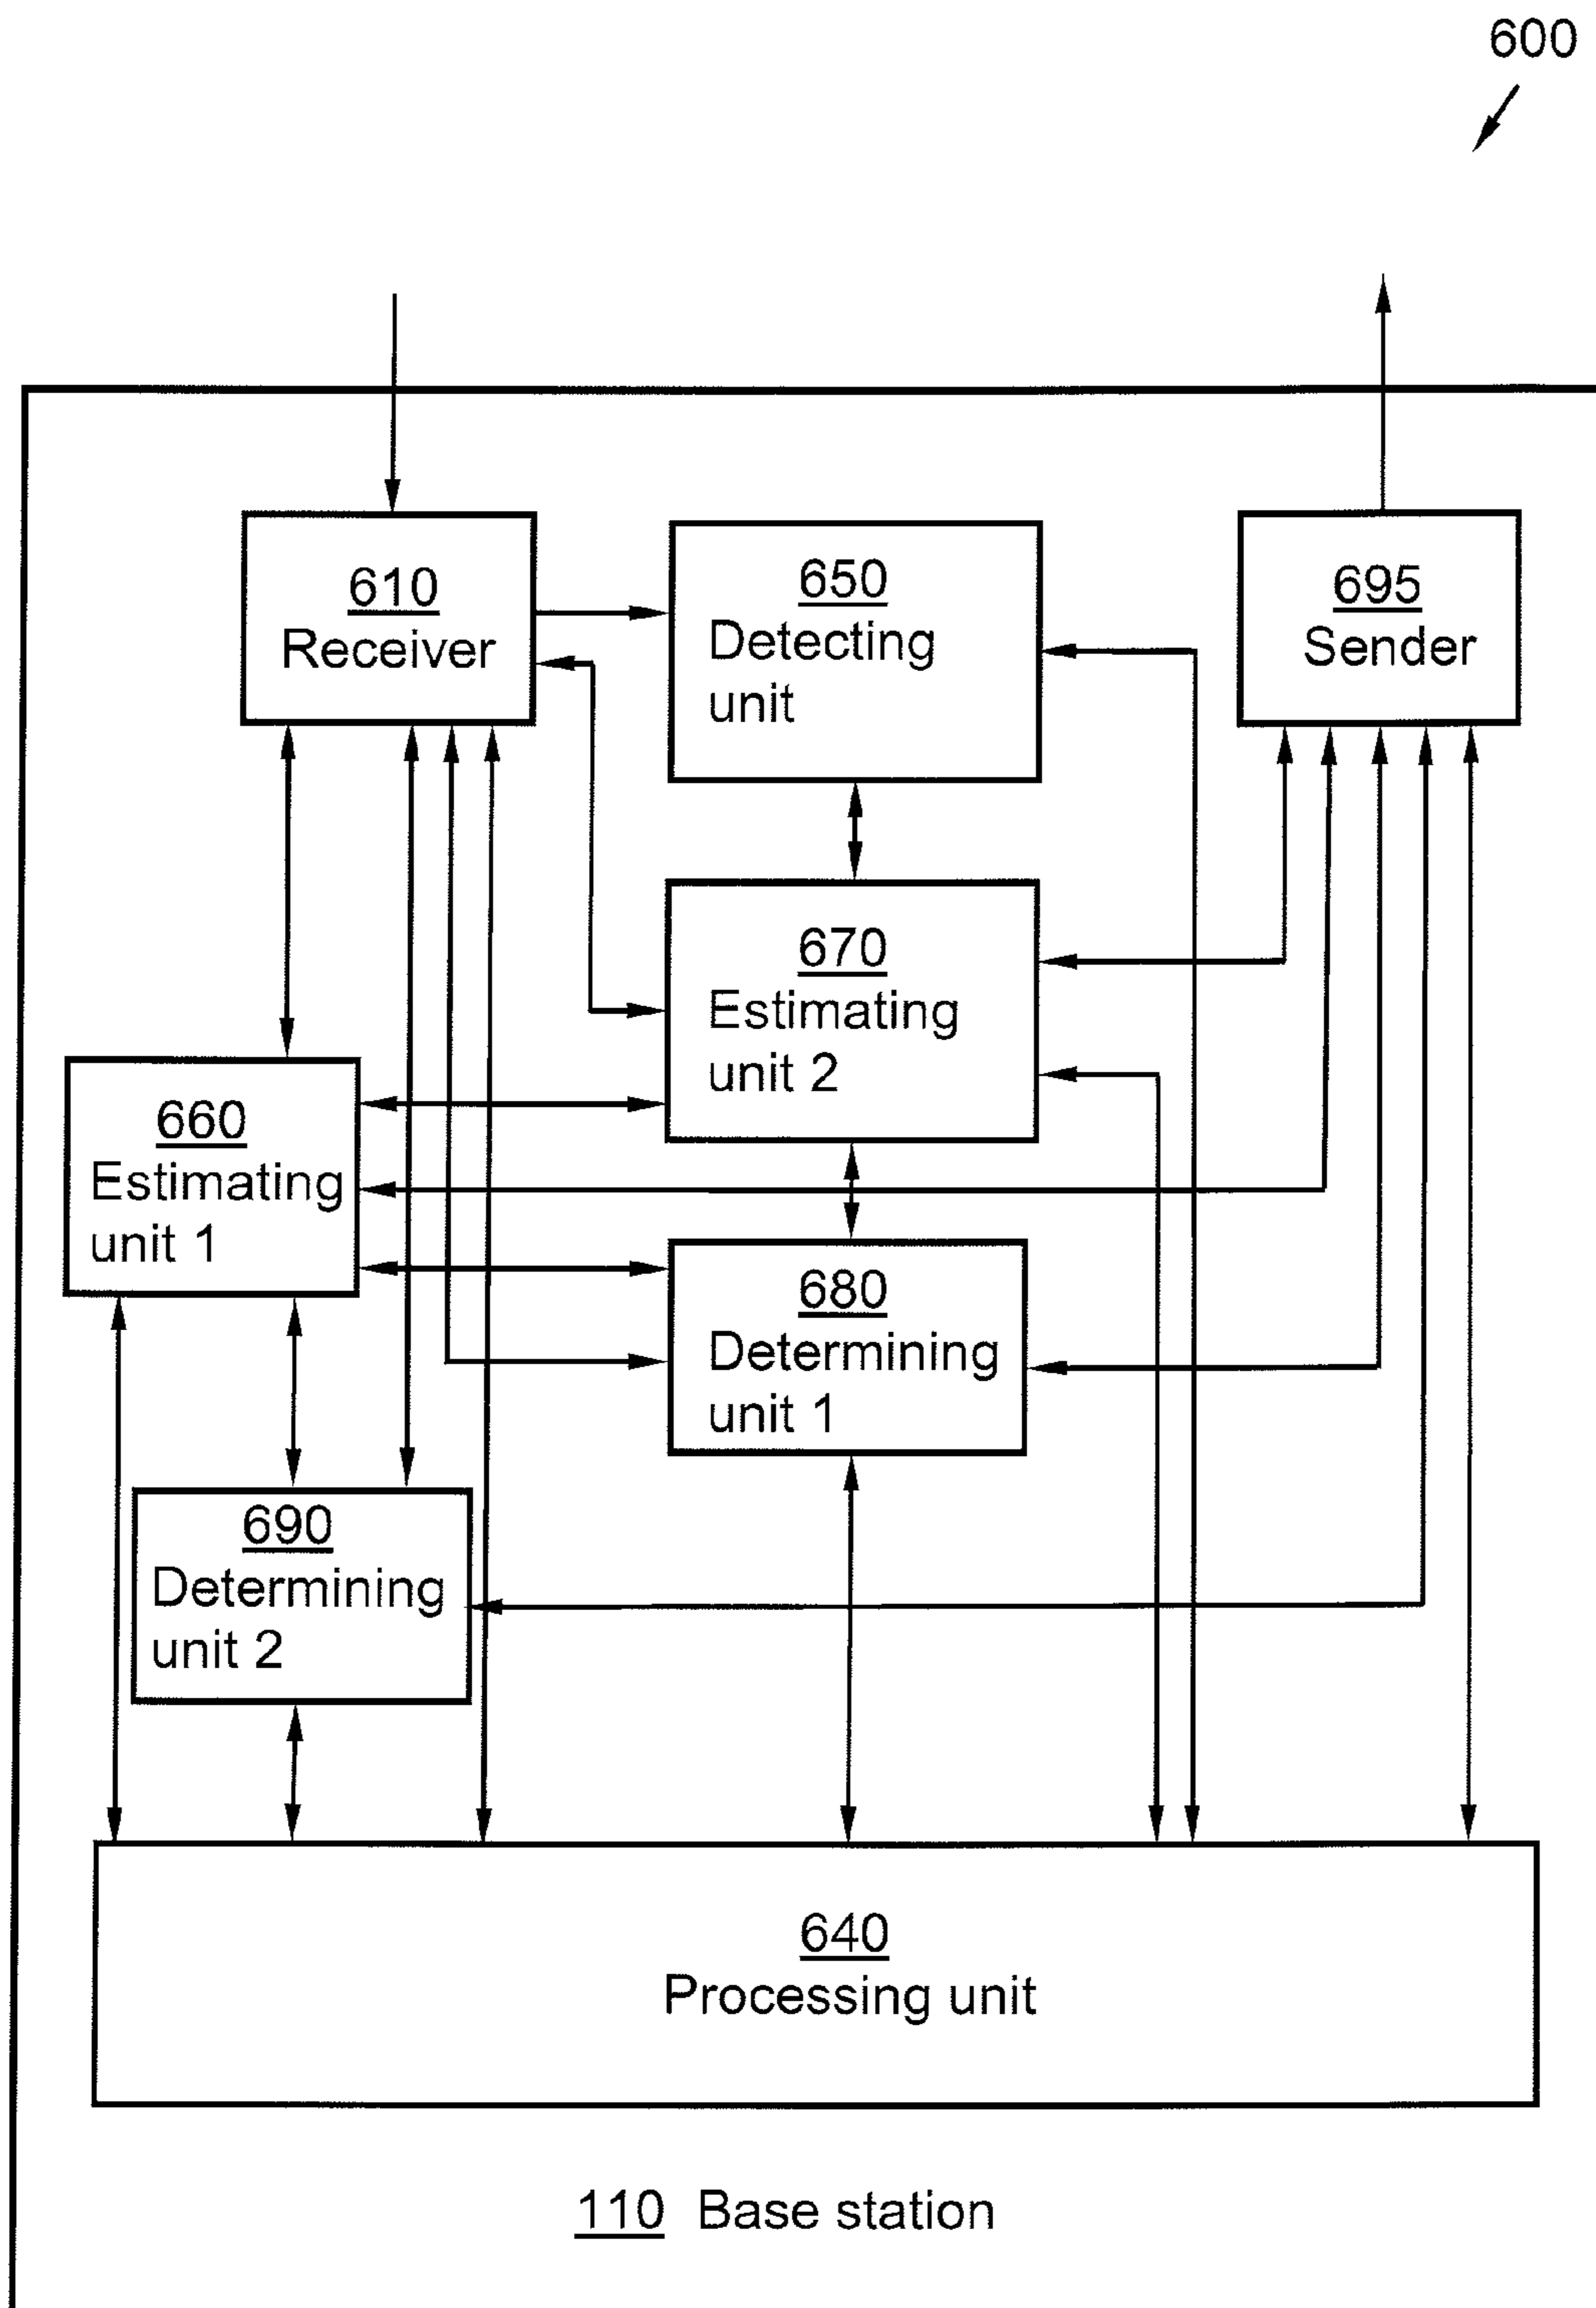 600
610
Receiver
650
Detecting
unit
695
Sender
670
Estimating
unit 2
660
Estimating
unit 1
680
Determining
unit 1
690
Determining
unit 2
640
Processing unit
110 Base station